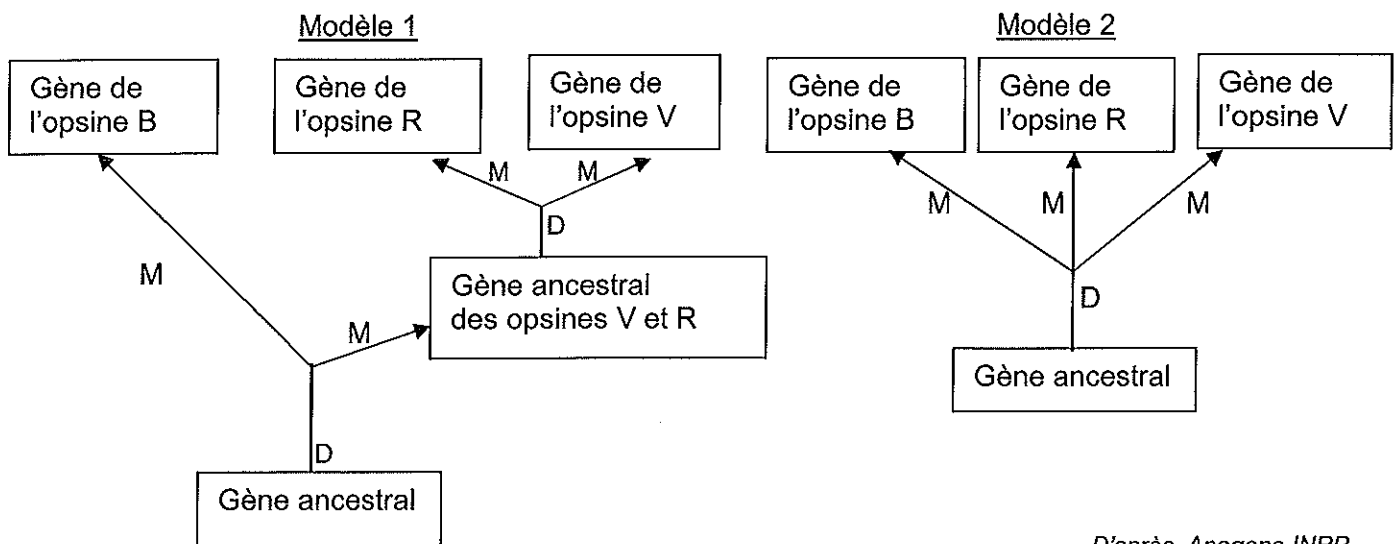 Modèle 1
Gène de
l'opsine B
Gène de
l'opsine R
Gène de
l'opsine V
M
M
D
Gène ancestral
des opsines V et R
M
M
D
Gène ancestral
Modèle 2
Gène de
l'opsine B
Gène de
l'opsine R
Gène de
l'opsine V
M
M
M
D
Gène ancestral
D'après Anagène INRP